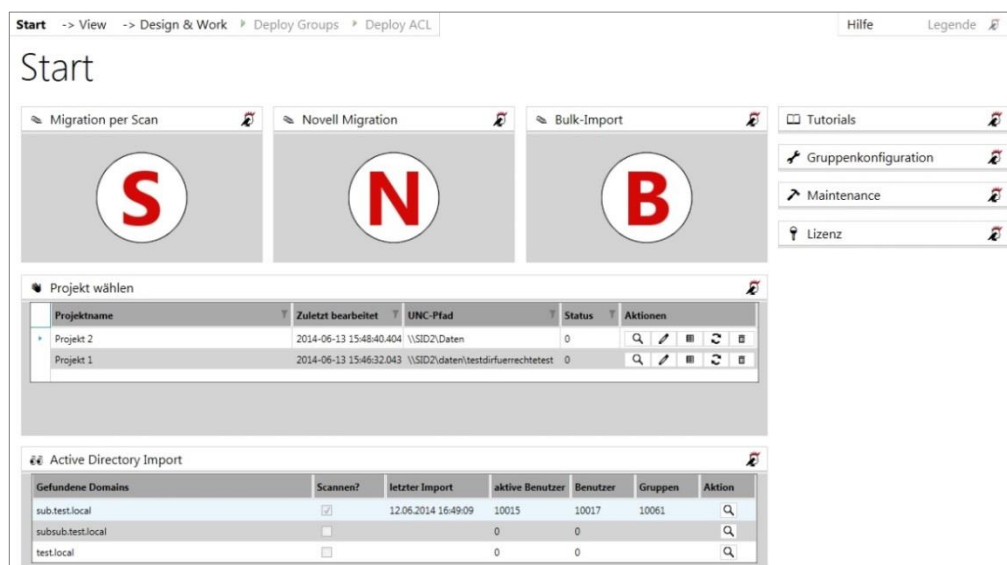 Start -> View -> Design & Work Deploy Groups Deploy ACL Hilfe Legende
Start
Migration per Scan
Novell Migration
Bulk-Import
S
N
B
Tutorials
Gruppenkonfiguration
Maintenance
Lizenz
Projekt wählen
Projektname Zuletzt bearbeitet UNC-Pfad Status Aktionen
Projekt 2 2014-06-13 15:48:40.404 \\SID2\Daten 0
Projekt 1 2014-06-13 15:46:32.043 \\SID2\daten\testdirfuerrechtetest 0
Active Directory Import
Gefundene Domains Scannen? letzter Import aktive Benutzer Benutzer Gruppen Aktion
sub.test.local 12.06.2014 16:49:09 10015 10017 10061
subsub.test.local 0 0
test.local 0 0